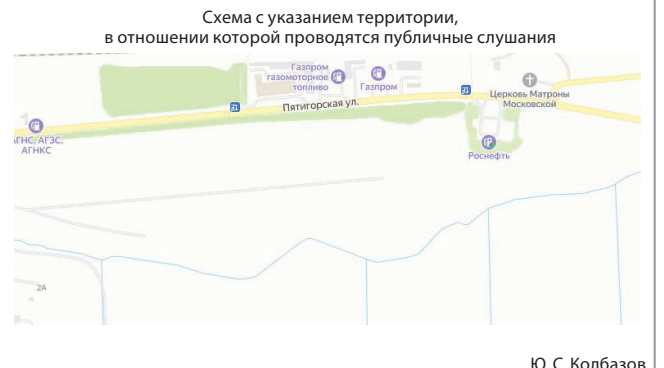 Схема с указанием территории,
в отношении которой проводятся публичные слушания
Газпром
газомоторное
топливо
Газпром
Пятигорская ул.
Церковь Матроны
Московской
АГНС, АГЗС,
АГНКС
Роснефть
2А
Ю. С. Колбазов